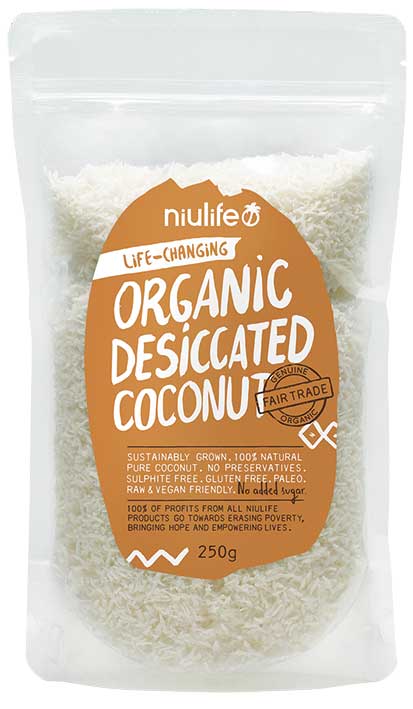 niulife
LiFE-CHANGiNG
ORGANiC
DESiCCATED
COCONUT
GENUINE
FAIR TRADE
ORGANIC
SUSTAINABLY GROWN. 100% NATURAL
PURE COCONUT. NO PRESERVATIVES.
SULPHITE FREE. GLUTEN FREE. PALEO.
RAW & VEGAN FRIENDLY. No added sugar.
100% OF PROFITS FROM ALL NIULIFE
PRODUCTS GO TOWARDS ERASING POVERTY,
BRINGING HOPE AND EMPOWERING LIVES.
250g